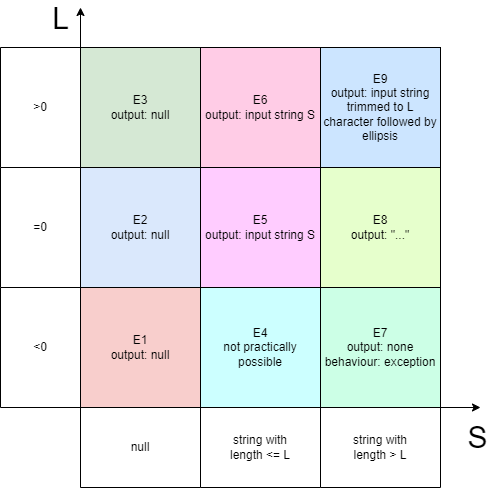 L
>0
E3
output: null
E6
output: input string S
E9
output: input string
trimmed to L
character followed by
ellipsis
=0
E2
output: null
E5
output: input string S
E8
output: "..."
<0
E1
output: null
E4
not practically
possible
E7
output: none
behaviour: exception
S
null
string with
length <= L
string with
length > L